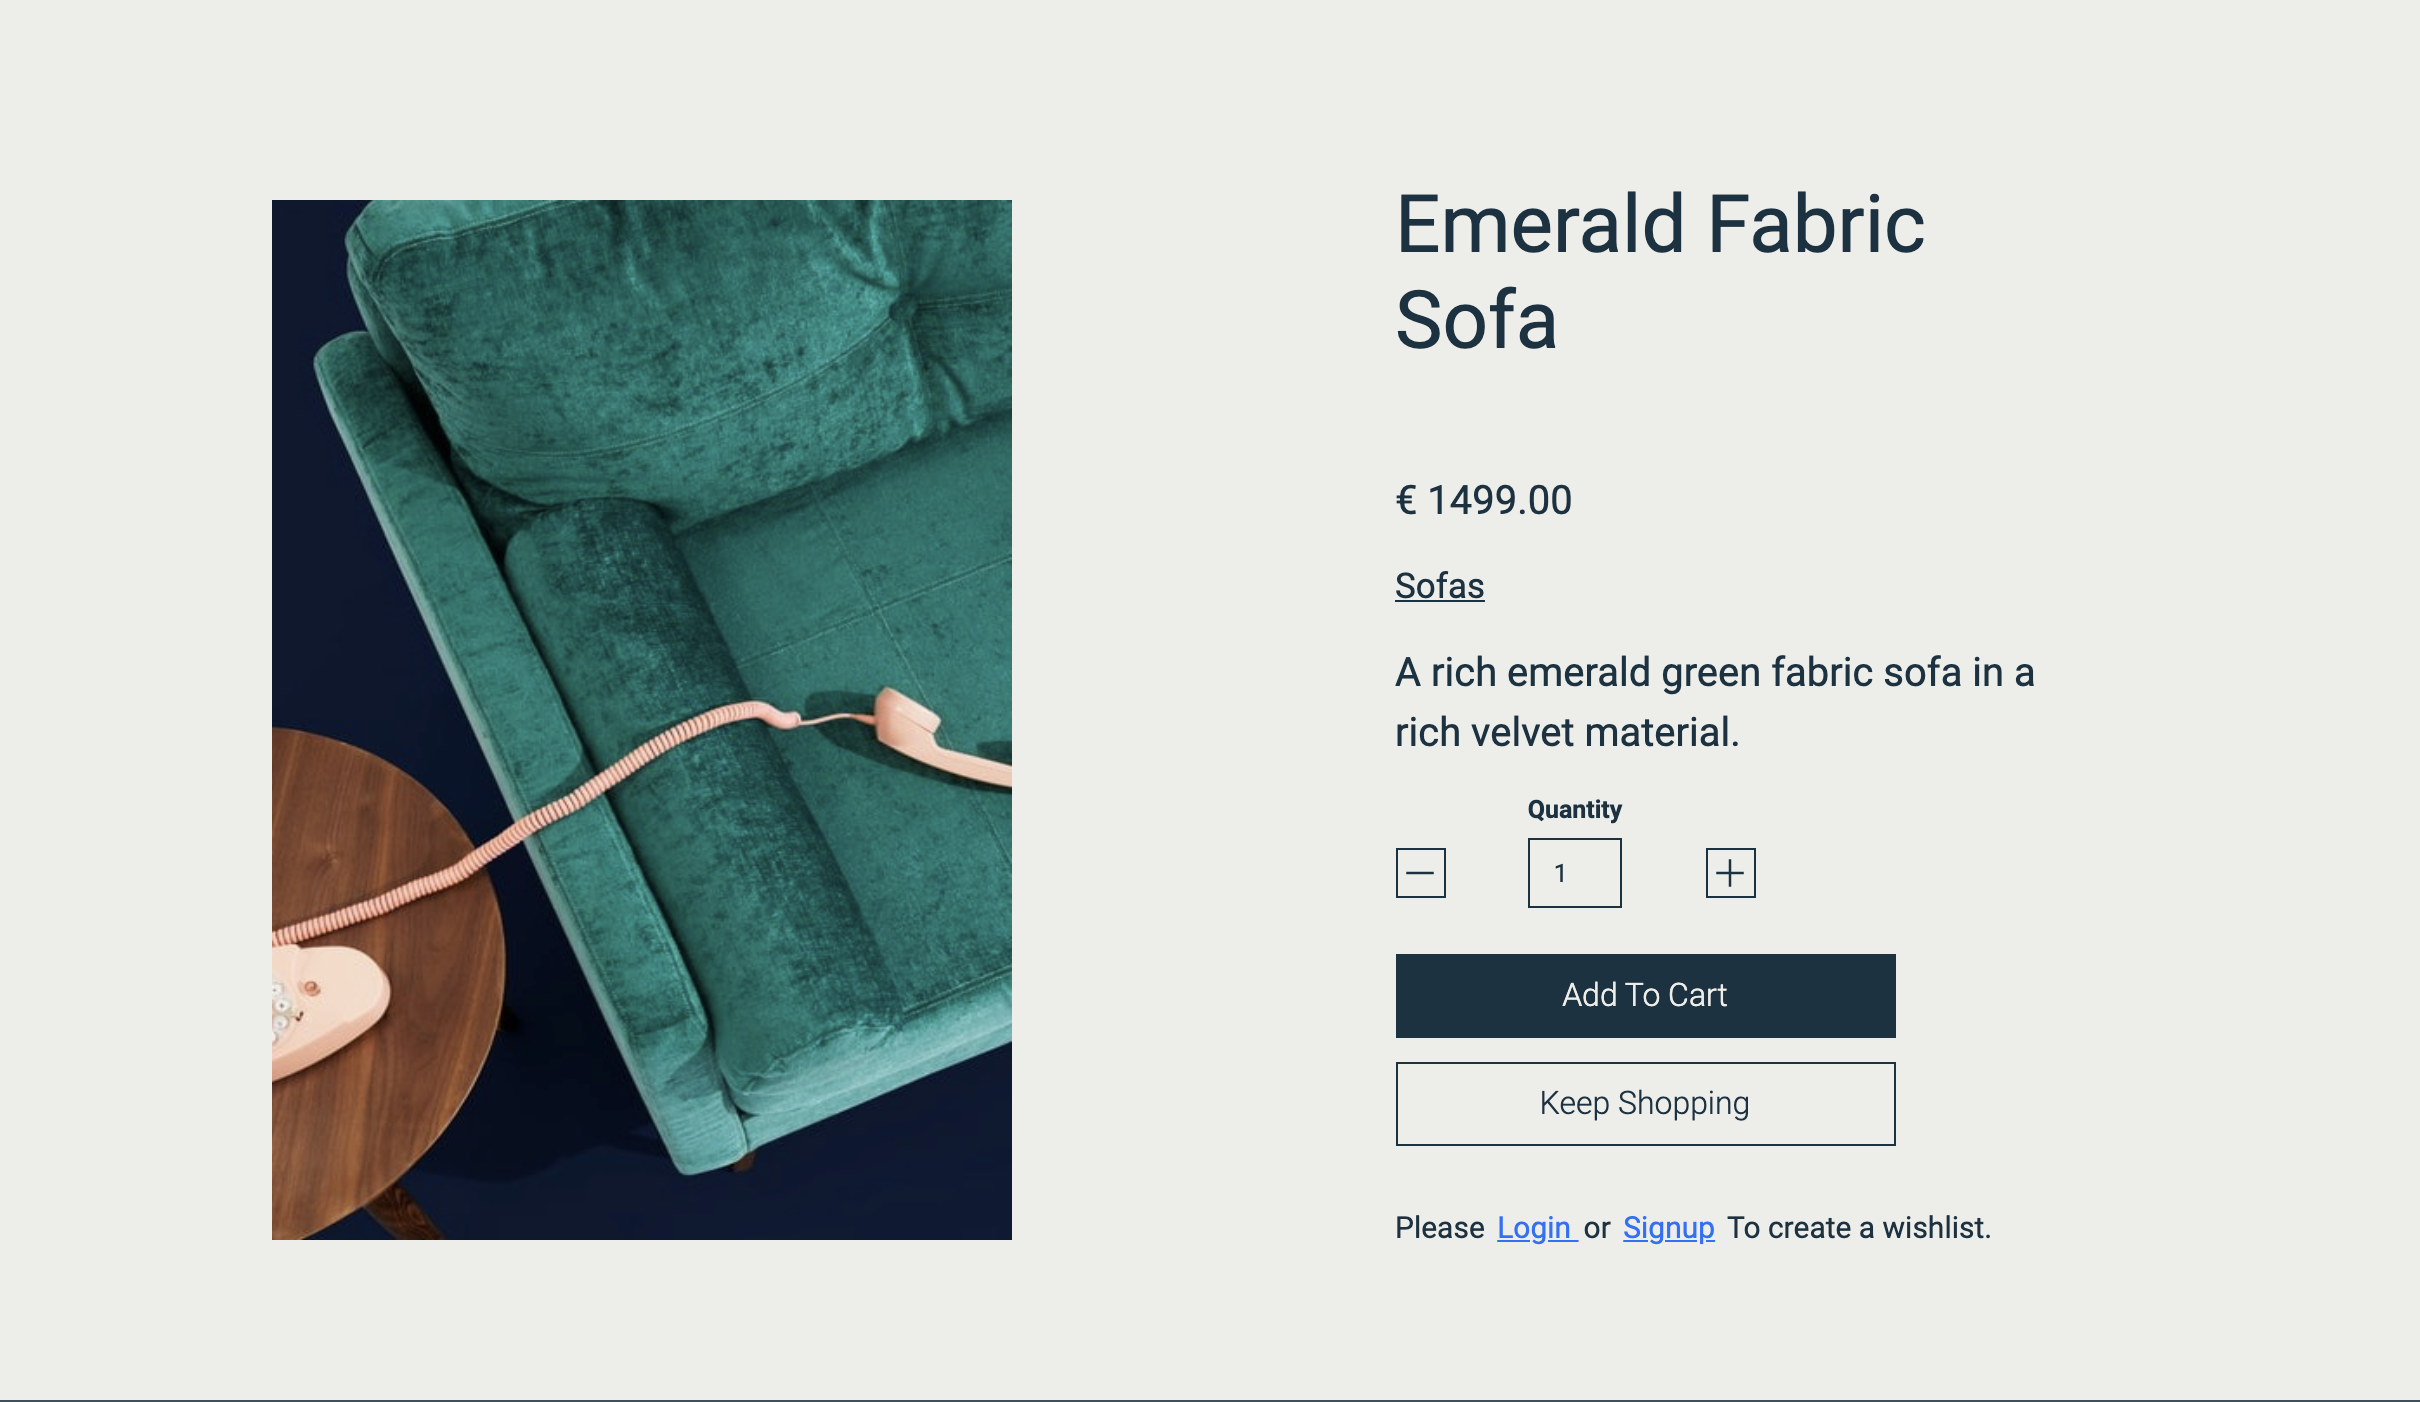 Emerald Fabric
Sofa
€ 1499.00
Sofas
A rich emerald green fabric sofa in a
rich velvet material.
Quantity
1
Add To Cart
Keep Shopping
Please Login or Signup To create a wishlist.